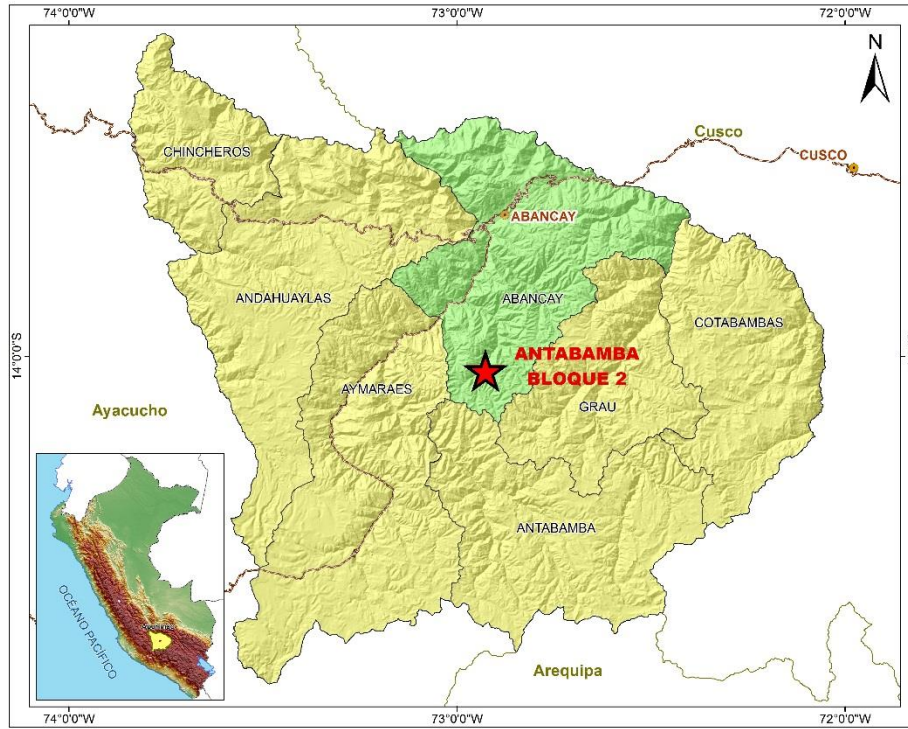 74°0'0"W
73°0'0"W
72°0'0"W
N
Cusco
CUSCO
CHINCHEROS
ABANCAY
ANDAHUAYLAS
ABANCAY
COTABAMBAS
14°0'0"S
ANTABAMBA
BLOQUE 2
AYMARAES
GRAU
Ayacucho
ANTABAMBA
OCÉANO PACÍFICO
Arequipa
74°0'0"W
73°0'0"W
72°0'0"W